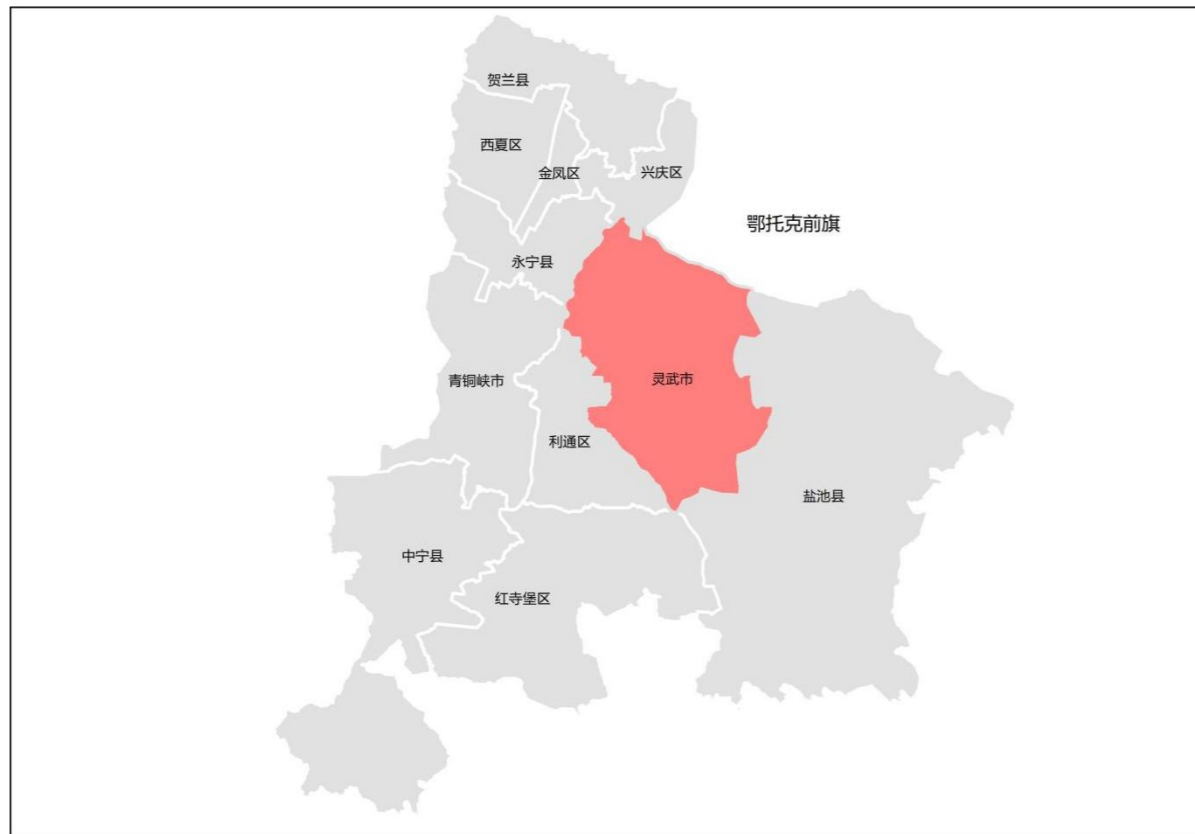 贺兰县
西夏区
金凤区
兴庆区
鄂托克前旗
永宁县
青铜峡市
灵武市
利通区
盐池县
中宁县
红寺堡区